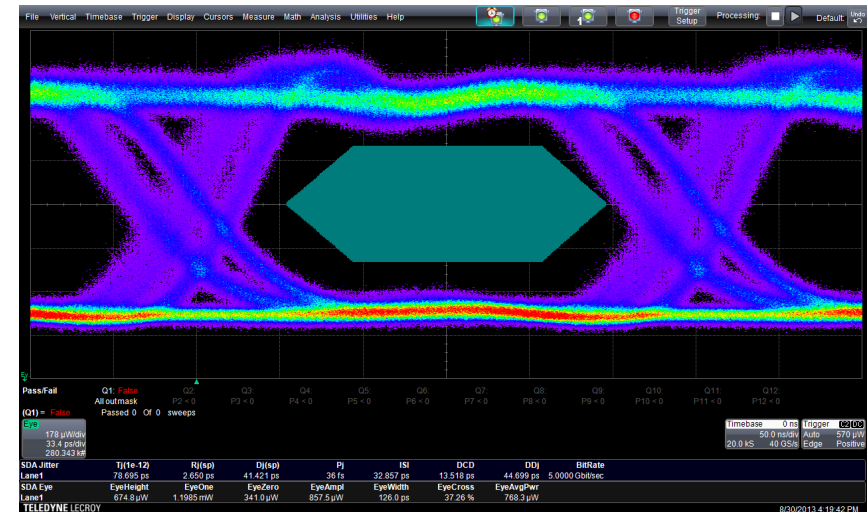 File Vertical Timebase Trigger Display Cursors Measure Math Analysis Utilities Help 1 Trigger Setup Processing: Default: Undo
Ey
Pass/Fail Q1: False Q2: Q3: Q4: Q5: Q6: Q7: Q8: Q9: Q10: Q11: Q12:
All outmask P2 < 0 P3 < 0 P4 < 0 P5 < 0 P6 < 0 P7 < 0 P8 < 0 P9 < 0 P10 < 0 P11 < 0 P12 < 0
(Q1) = False Passed 0 Of 0 sweeps
Eye
178 µW/div
33.4 ps/div
280.343 k#
Timebase 0 ns Trigger C2 DC
50.0 ns/div Auto 570 µW
20.0 kS 40 GS/s Edge Positive
SDA Jitter Tj(1e-12) Rj(sp) Dj(sp) Pj ISI DCD DDj BitRate
Lane1 78.695 ps 2.650 ps 41.421 ps 36 fs 32.857 ps 13.518 ps 44.699 ps 5.0000 Gbit/sec
SDA Eye EyeHeight EyeOne EyeZero EyeAmpl EyeWidth EyeCross EyeAvgPwr
Lane1 674.8 µW 1.1985 mW 341.0 µW 857.5 µW 126.0 ps 37.26 % 768.3 µW
TELEDYNE LECROY 8/30/2013 4:19:42 PM